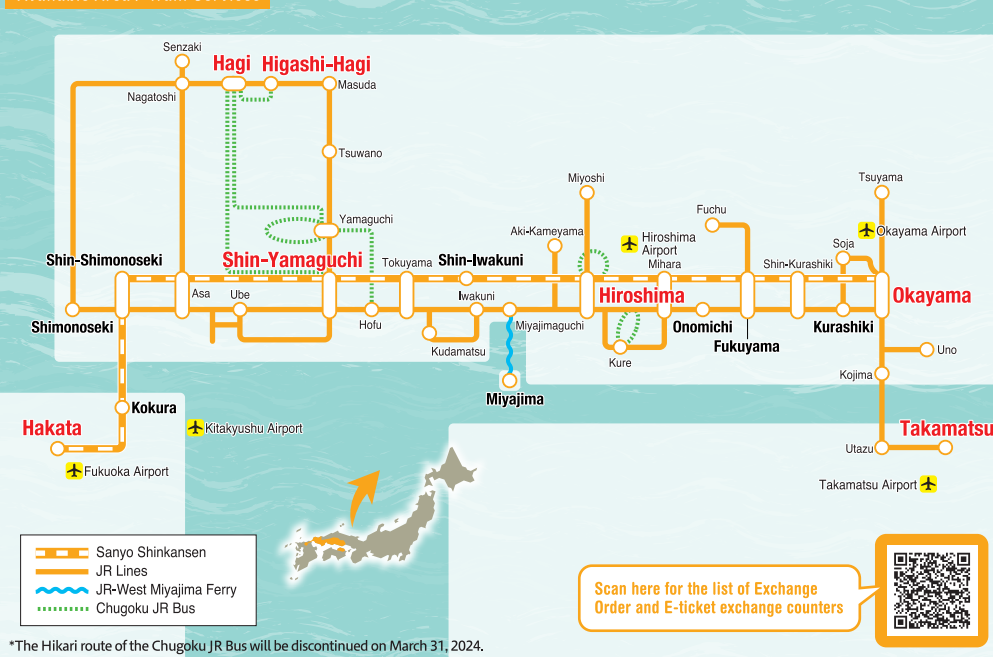 Senzaki
Hagi
Higashi-Hagi
Nagatoshi
Masuda
Tsuwano
Miyoshi
Tsuyama
Yamaguchi
Fuchu
Aki-Kameyama
Hiroshima
Airport
Okayama Airport
Soja
Shin-Shimonoseki
Shin-Yamaguchi
Tokuyama
Shin-Iwakuni
Mihara
Shin-Kurashiki
Asa
Ube
Iwakuni
Hiroshima
Okayama
Shimonoseki
Hofu
Miyajimaguchi
Onomichi
Kurashiki
Kudamatsu
Fukuyama
Kure
Uno
Kojima
Miyajima
Kokura
Hakata
Kitakyushu Airport
Takamatsu
Utazu
Fukuoka Airport
Takamatsu Airport
Sanyo Shinkansen
JR Lines
JR-West Miyajima Ferry
Chugoku JR Bus
Scan here for the list of Exchange
Order and E-ticket exchange counters
*The Hikari route of the Chugoku JR Bus will be discontinued on March 31, 2024.